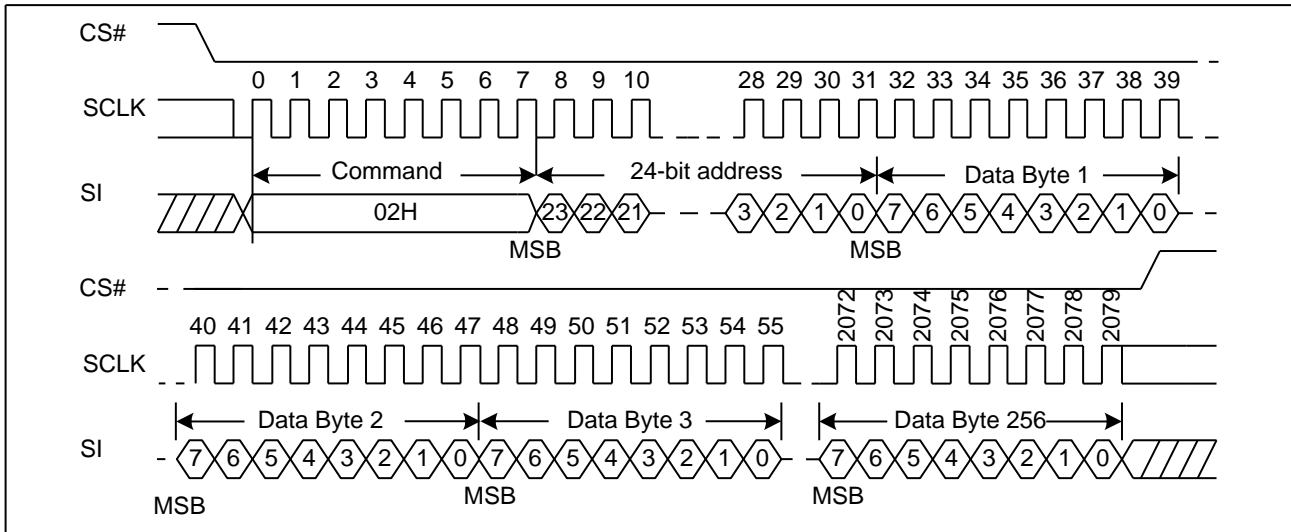 CS#
0 1 2 3 4 5 6 7 8 9 10 28 29 30 31 32 33 34 35 36 37 38 39
SCLK
Command 24-bit address Data Byte 1
SI
02H 23 22 21 3 2 1 0 7 6 5 4 3 2 1 0
MSB MSB
CS#
40 41 42 43 44 45 46 47 48 49 50 51 52 53 54 55 2072 2073 2074 2075 2076 2077 2078 2079
SCLK
Data Byte 2 Data Byte 3 Data Byte 256
SI
7 6 5 4 3 2 1 0 7 6 5 4 3 2 1 0 7 6 5 4 3 2 1 0
MSB MSB MSB